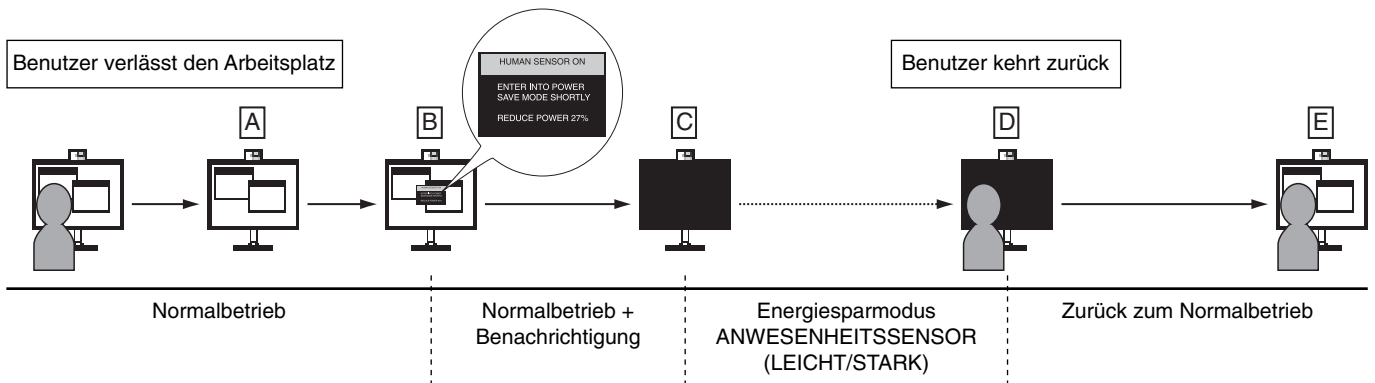 Benutzer verlässt den Arbeitsplatz
HUMAN SENSOR ON
ENTER INTO POWER
SAVE MODE SHORTLY
REDUCE POWER 27%
Benutzer kehrt zurück
A
B
C
D
E
Normalbetrieb
Normalbetrieb +
Benachrichtigung
Energiesparmodus
ANWESENHEITSSENSOR
(LEICHT/STARK)
Zurück zum Normalbetrieb